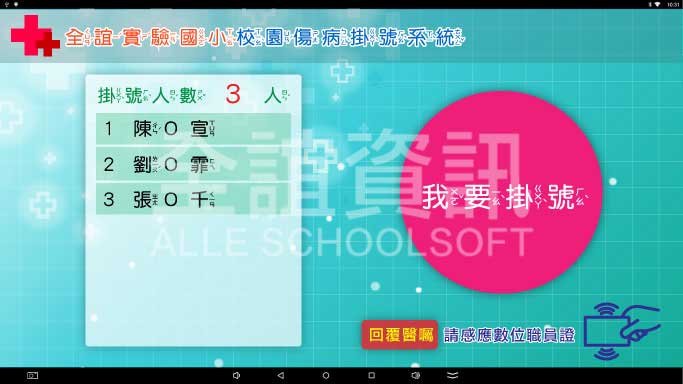 10:31
全誼實驗國小校園傷病掛號系統
掛號人數 3 人
1 陳O宣
2 劉O霏
3 張O千
我要掛號
全誼資訊
ALLE SCHOOLSOFT
回覆醫囑 請感應數位職員證